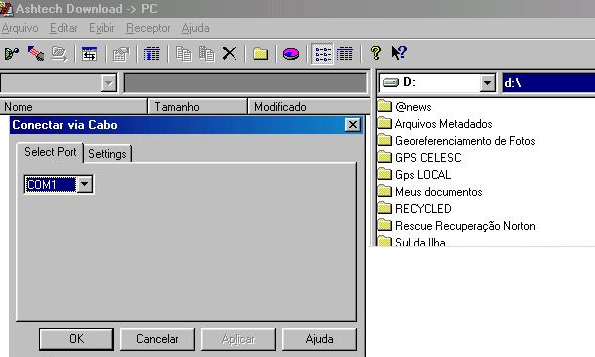 Ashtech Download -> PC
Arquivo Editar Exibir Receptor Ajuda
D: d:\
Nome Tamanho Modificado
Conectar via Cabo
Select Port Settings
COM1
OK Cancelar Aplicar Ajuda
@news
Arquivos Metadados
Georeferenciamento de Fotos
GPS CELESC
Gps LOCAL
Meus documentos
RECYCLED
Rescue Recuperação Norton
Sul da Ilha